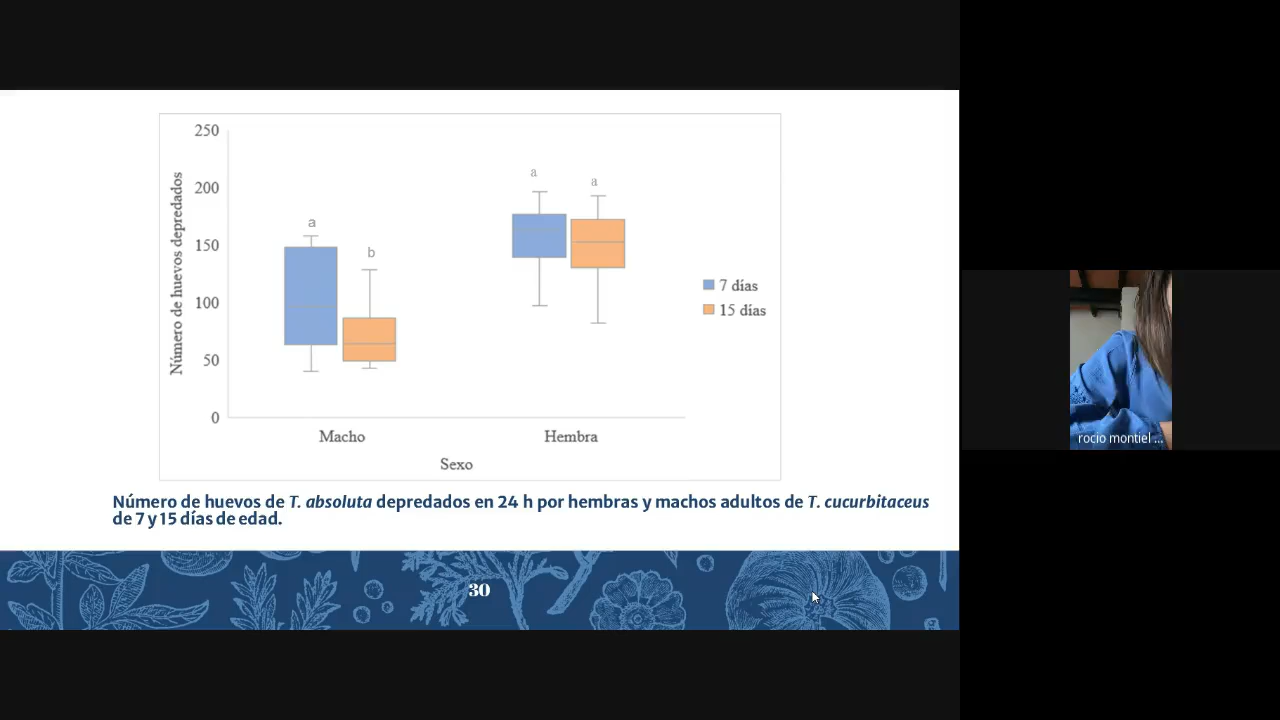 250
200
150
100
50
0
Número de huevos depredados
a
b
a
a
7 días
15 días
Macho
Hembra
Sexo
Número de huevos de T. absoluta depredados en 24 h por hembras y machos adultos de T. cucurbitaceus
de 7 y 15 días de edad.
30
rocio montiel ...